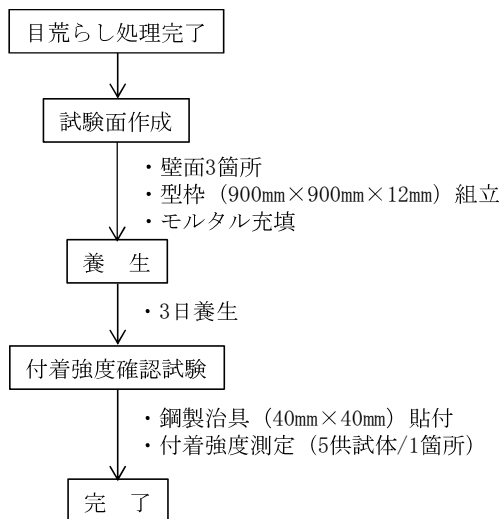 目荒らし処理完了
試験面作成
・壁面3箇所
・型枠（900mm×900mm×12mm）組立
・モルタル充填
養　生
・3日養生
付着強度確認試験
・鋼製治具（40mm×40mm）貼付
・付着強度測定（5供試体/1箇所）
完　了